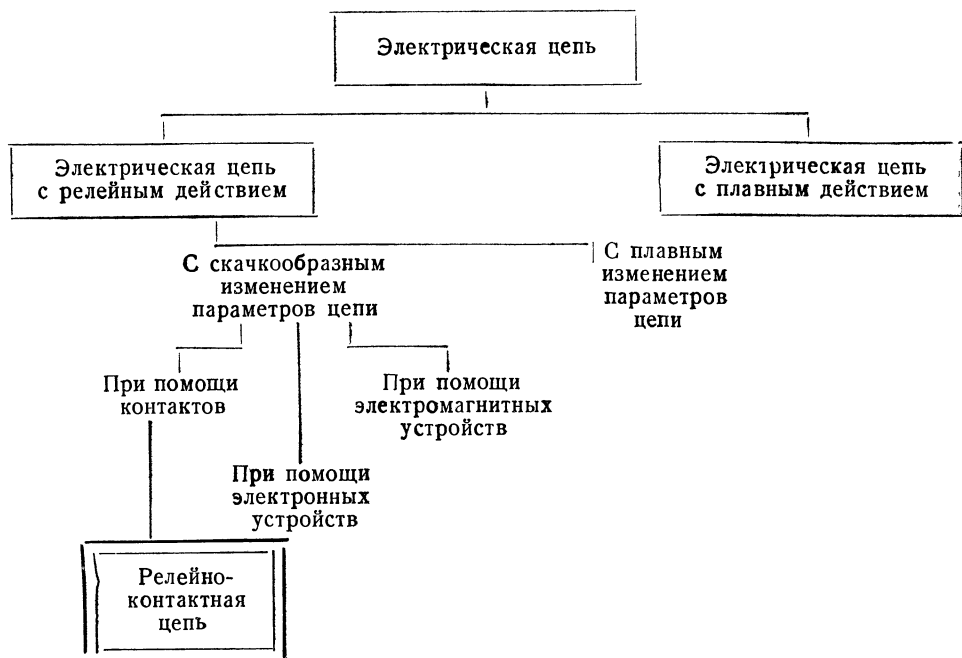 Электрическая цепь
Электрическая цепь
с релейным действием
Электрическая цепь
с плавным действием
С скачкообразным
изменением
параметров цепи
С плавным
изменением
параметров
цепи
При помощи
контактов
При помощи
электромагнитных
устройств
При помощи
электронных
устройств
Релейно-
контактная
цепь